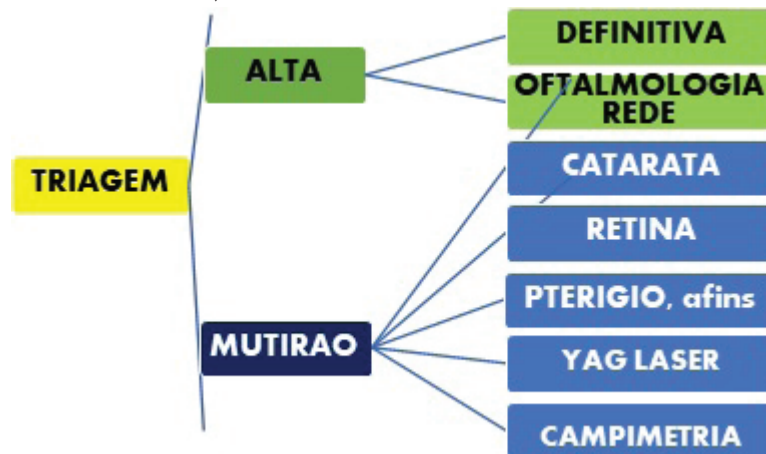 TRIAGEM
ALTA
DEFINITIVA
OFTALMOLOGIA
REDE
MUTIRAO
CATARATA
RETINA
PTERIGIO, afins
YAG LASER
CAMPIMETRIA